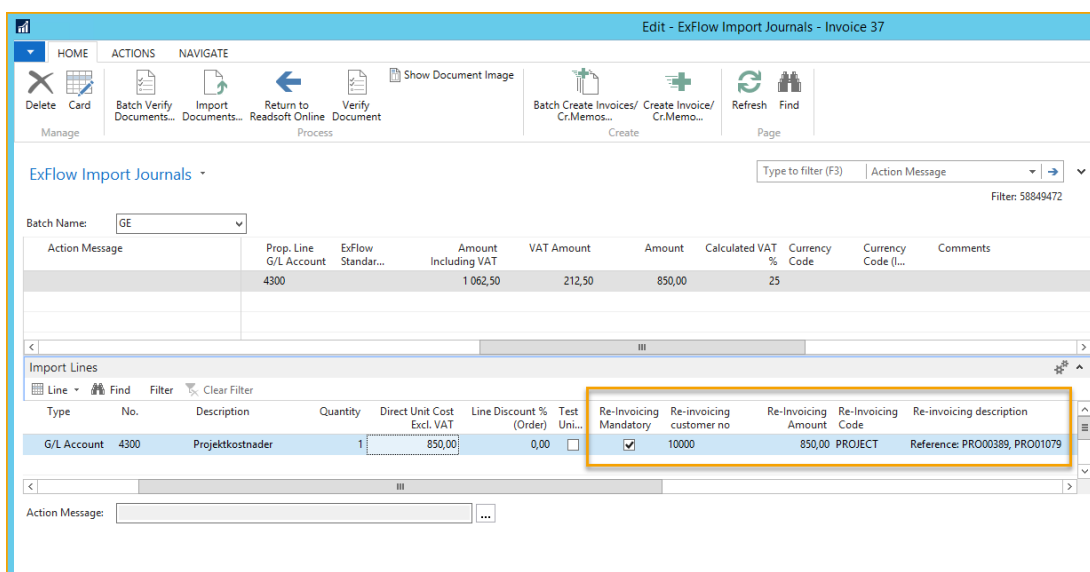 Edit - ExFlow Import Journals - Invoice 37
HOME ACTIONS NAVIGATE
Delete Card Batch Verify Documents... Import Documents... Return to Readsoft Online Verify Document Show Document Image Batch Create Invoices/ Cr.Memos... Create Invoice/ Cr.Memo... Refresh Find
Manage Process Create Page
ExFlow Import Journals
Type to filter (F3) Action Message
Filter: 58849472
Batch Name: GE
Action Message Prop. Line G/L Account ExFlow Standar... Amount Including VAT VAT Amount Amount Calculated VAT % Currency Code Currency Code (I... Comments
4300 1 062,50 212,50 850,00 25
Import Lines
Line Find Filter Clear Filter
Type No. Description Quantity Direct Unit Cost Excl. VAT Line Discount % (Order) Test Uni... Re-Invoicing Mandatory Re-invoicing customer no Re-Invoicing Amount Re-Invoicing Code Re-invoicing description
G/L Account 4300 Projektkostnader 1 850,00 0,00 10000 850,00 PROJECT Reference: PRO00389, PRO01079
Action Message: ...